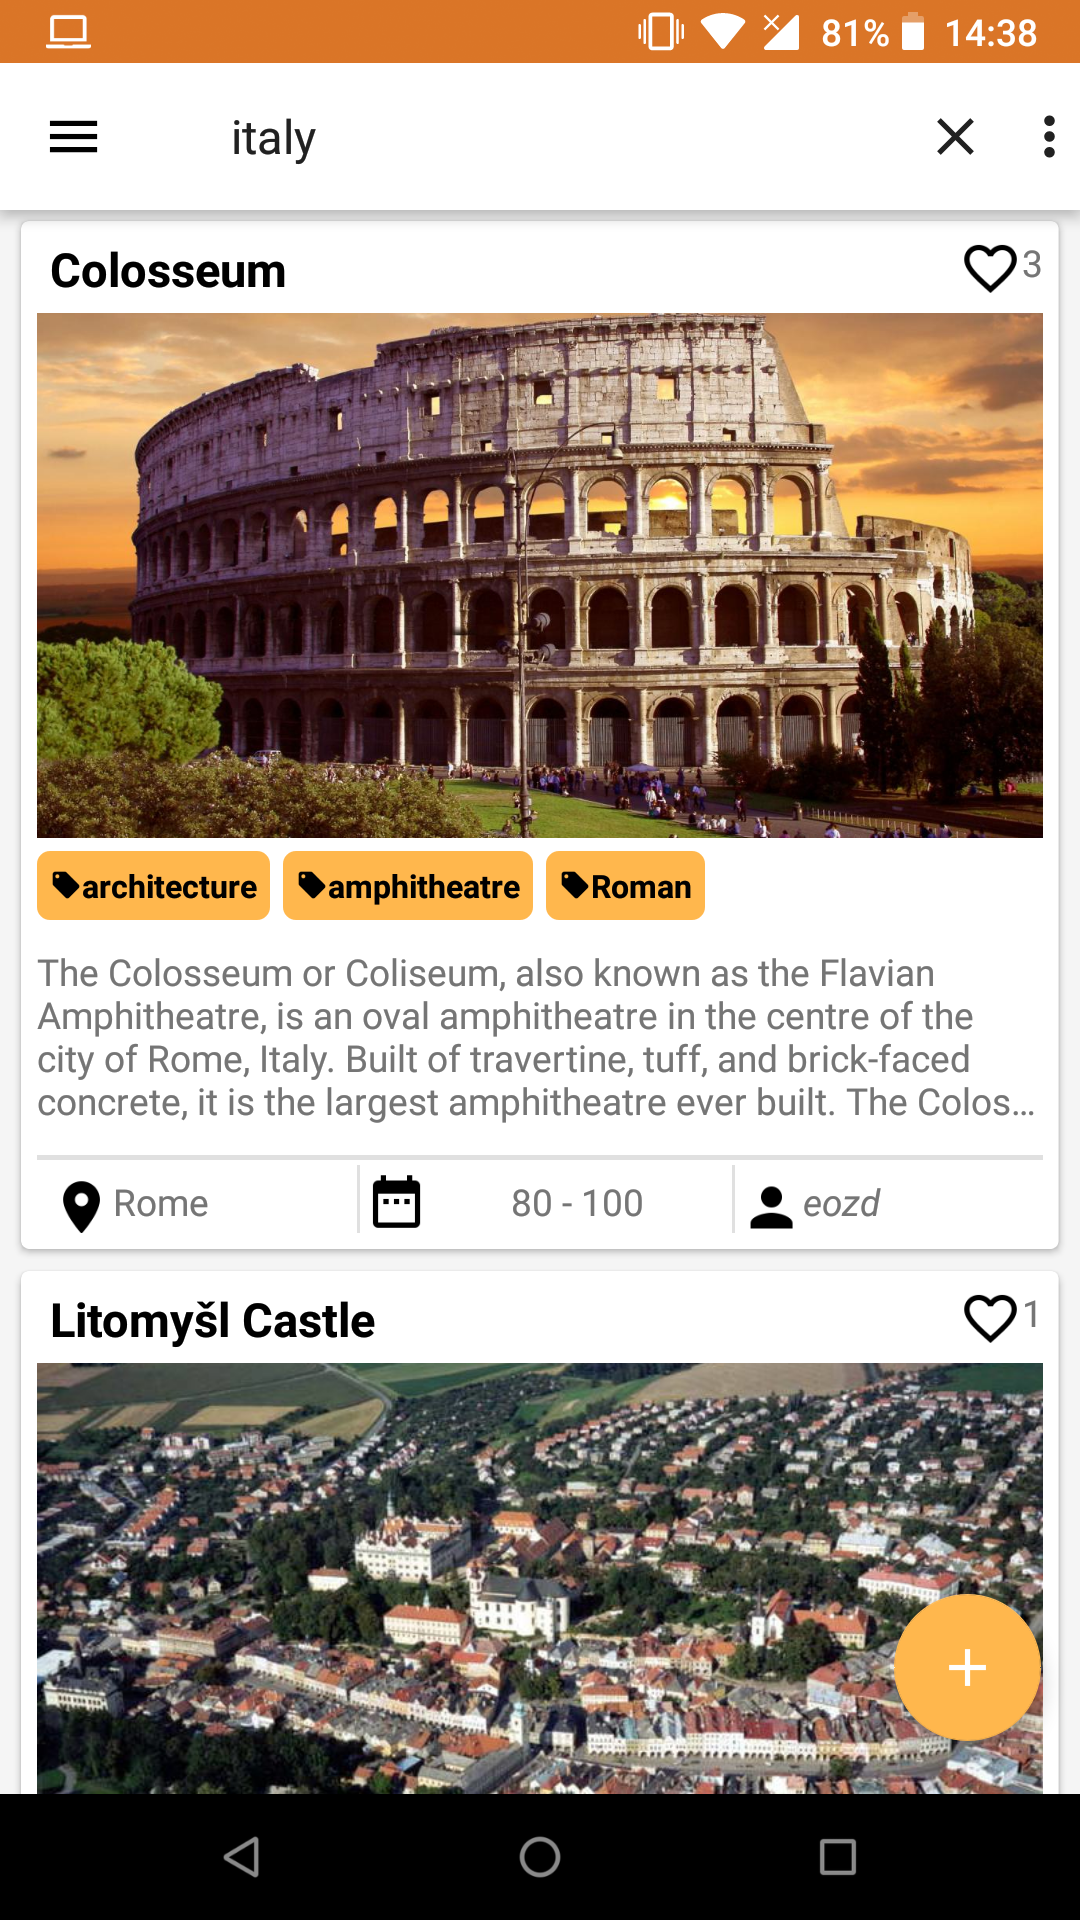 81% 14:38
italy
Colosseum 3
architecture amphitheatre Roman
The Colosseum or Coliseum, also known as the Flavian
Amphitheatre, is an oval amphitheatre in the centre of the
city of Rome, Italy. Built of travertine, tuff, and brick-faced
concrete, it is the largest amphitheatre ever built. The Colos…
Rome 80 - 100 eozd
Litomyšl Castle 1